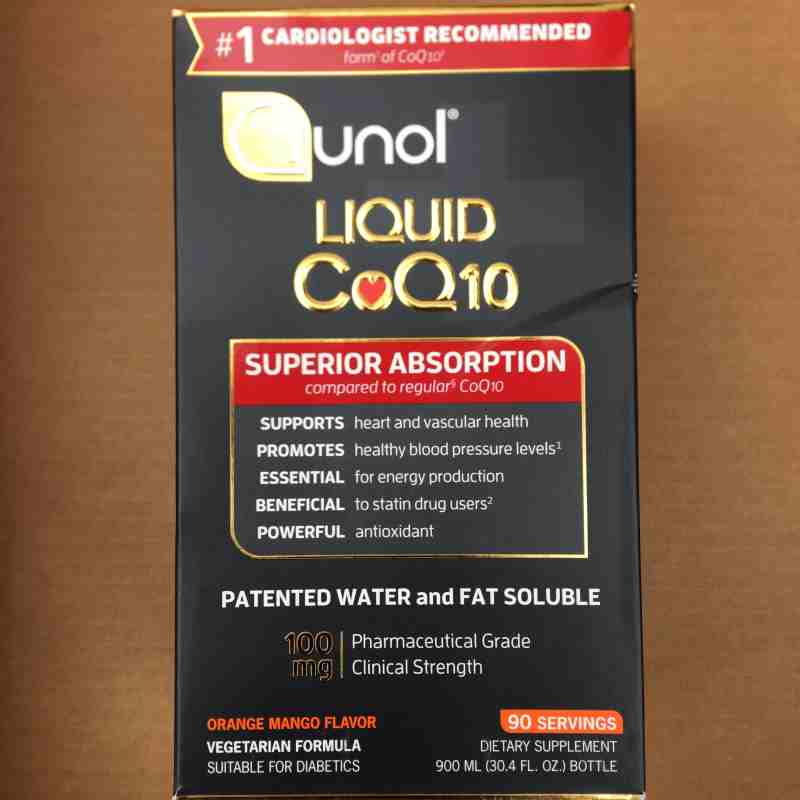 #1 CARDIOLOGIST RECOMMENDED
form† of CoQ10†
Qunol®
LIQUID
CoQ10
SUPERIOR ABSORPTION
compared to regular§ CoQ10
SUPPORTS heart and vascular health
PROMOTES healthy blood pressure levels¹
ESSENTIAL for energy production
BENEFICIAL to statin drug users²
POWERFUL antioxidant
PATENTED WATER and FAT SOLUBLE
100 mg
Pharmaceutical Grade
Clinical Strength
ORANGE MANGO FLAVOR
VEGETARIAN FORMULA
SUITABLE FOR DIABETICS
90 SERVINGS
DIETARY SUPPLEMENT
900 ML (30.4 FL. OZ.) BOTTLE